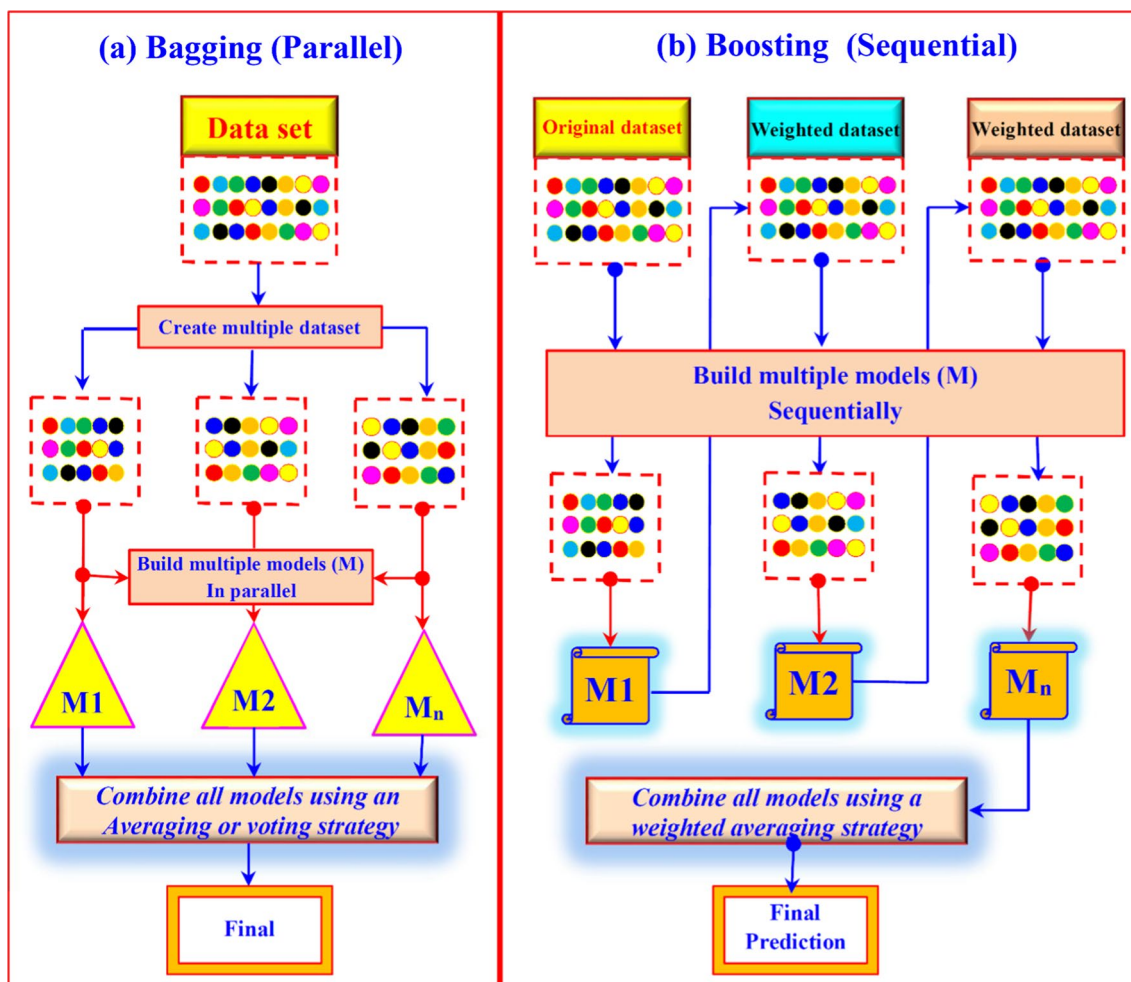 (a) Bagging (Parallel)
Data set
Create multiple dataset
Build multiple models (M)
In parallel
M1
M2
Mn
Combine all models using an
Averaging or voting strategy
Final
(b) Boosting (Sequential)
Original dataset
Weighted dataset
Weighted dataset
Build multiple models (M)
Sequentially
M1
M2
Mn
Combine all models using a
weighted averaging strategy
Final
Prediction